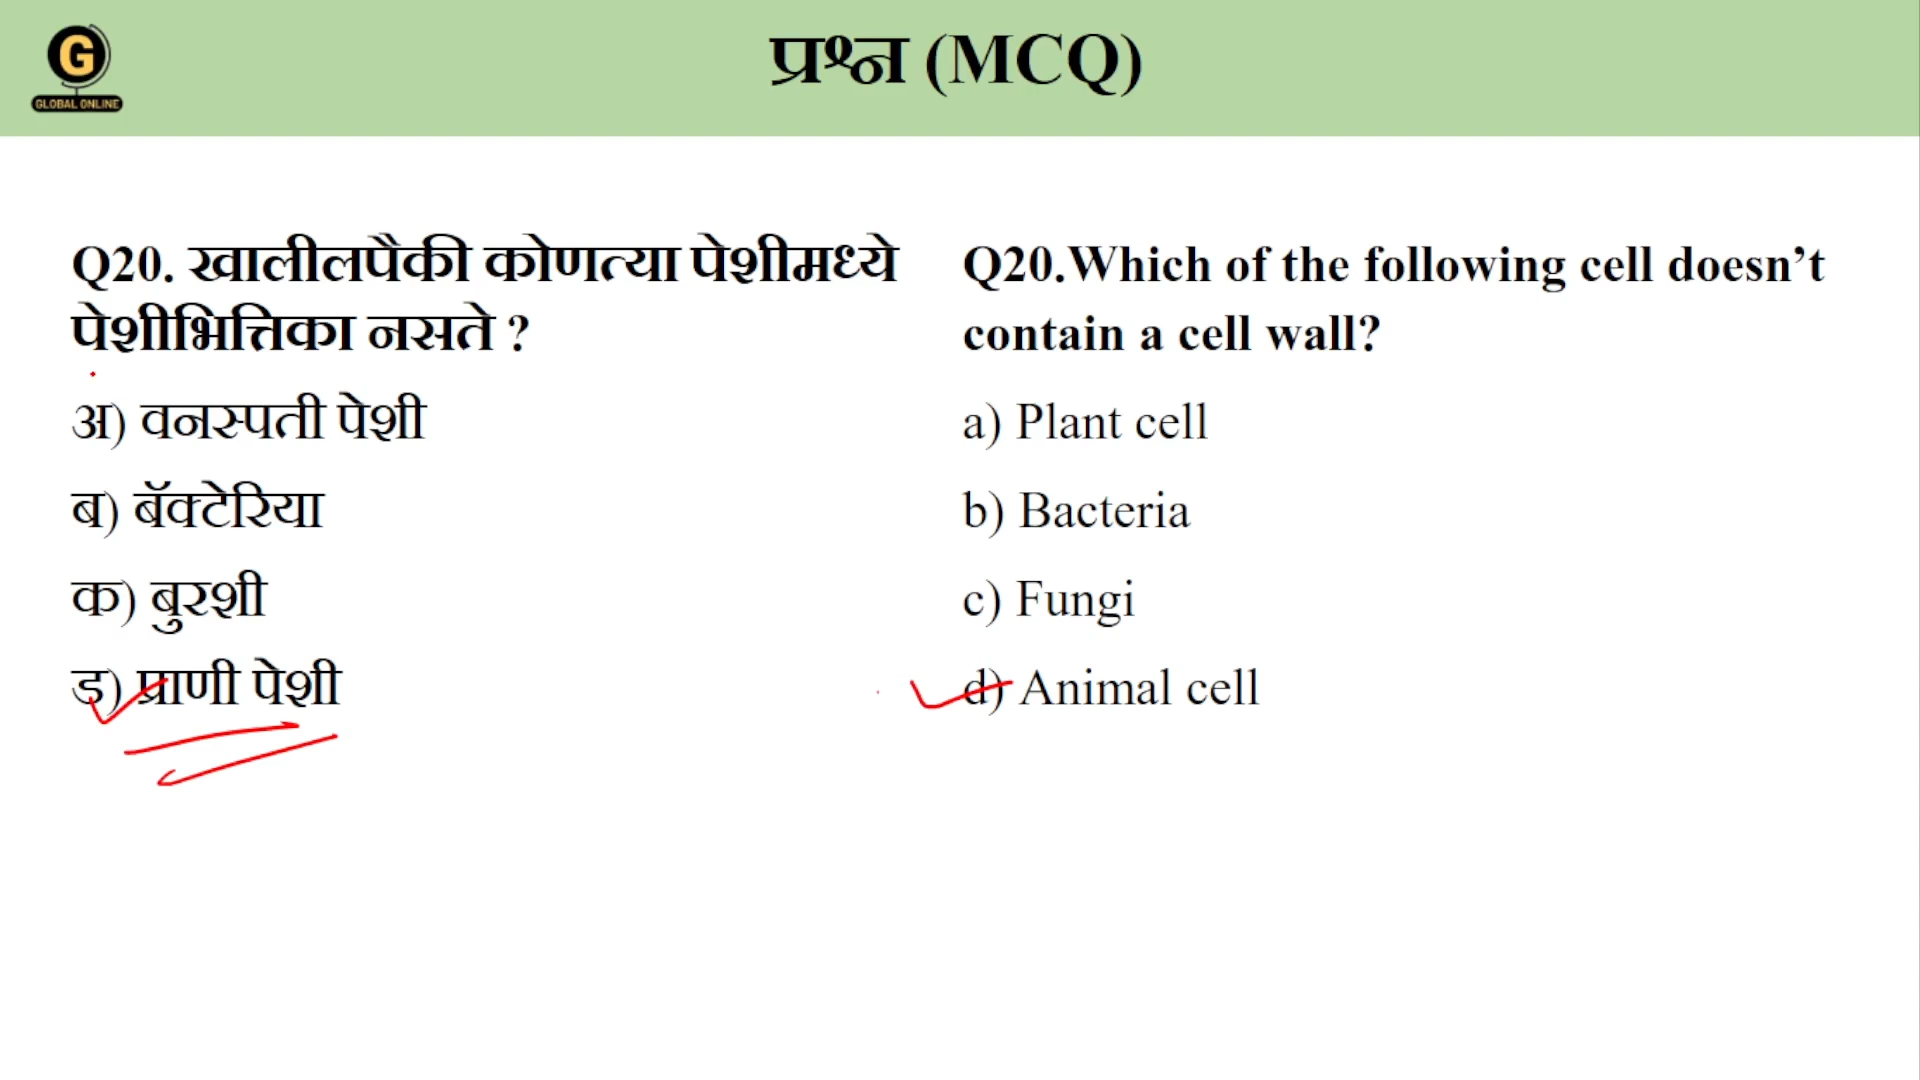 G
GLOBAL ONLINE
प्रश्न (MCQ)
Q20. खालीलपैकी कोणत्या पेशीमध्ये
पेशीभित्तिका नसते ?
अ) वनस्पती पेशी
ब) बॅक्टेरिया
क) बुरशी
ड) प्राणी पेशी
Q20.Which of the following cell doesn’t
contain a cell wall?
a) Plant cell
b) Bacteria
c) Fungi
d) Animal cell